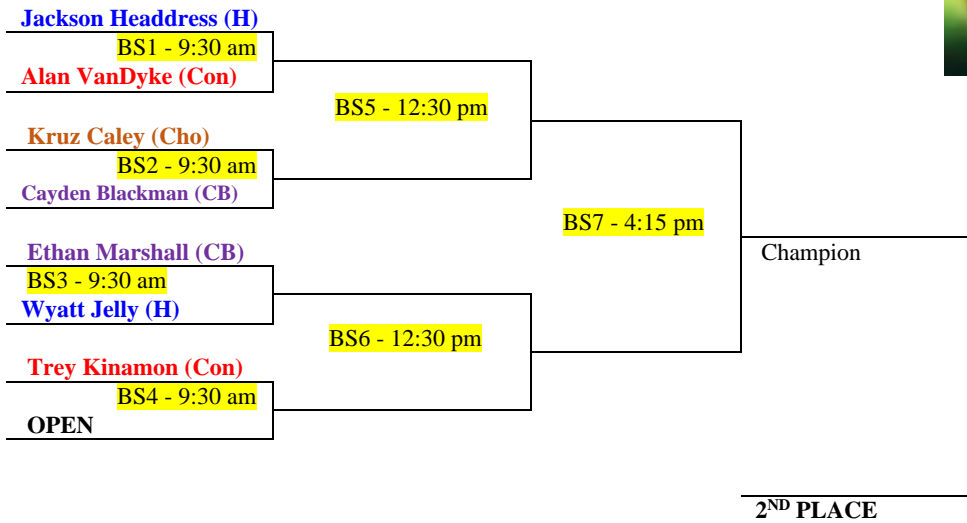 Jackson Headdress (H)
BS1 - 9:30 am
Alan VanDyke (Con)
BS5 - 12:30 pm
Kruz Caley (Cho)
BS2 - 9:30 am
Cayden Blackman (CB)
BS7 - 4:15 pm
Champion
Ethan Marshall (CB)
BS3 - 9:30 am
Wyatt Jelly (H)
BS6 - 12:30 pm
Trey Kinamon (Con)
BS4 - 9:30 am
OPEN
2ND PLACE